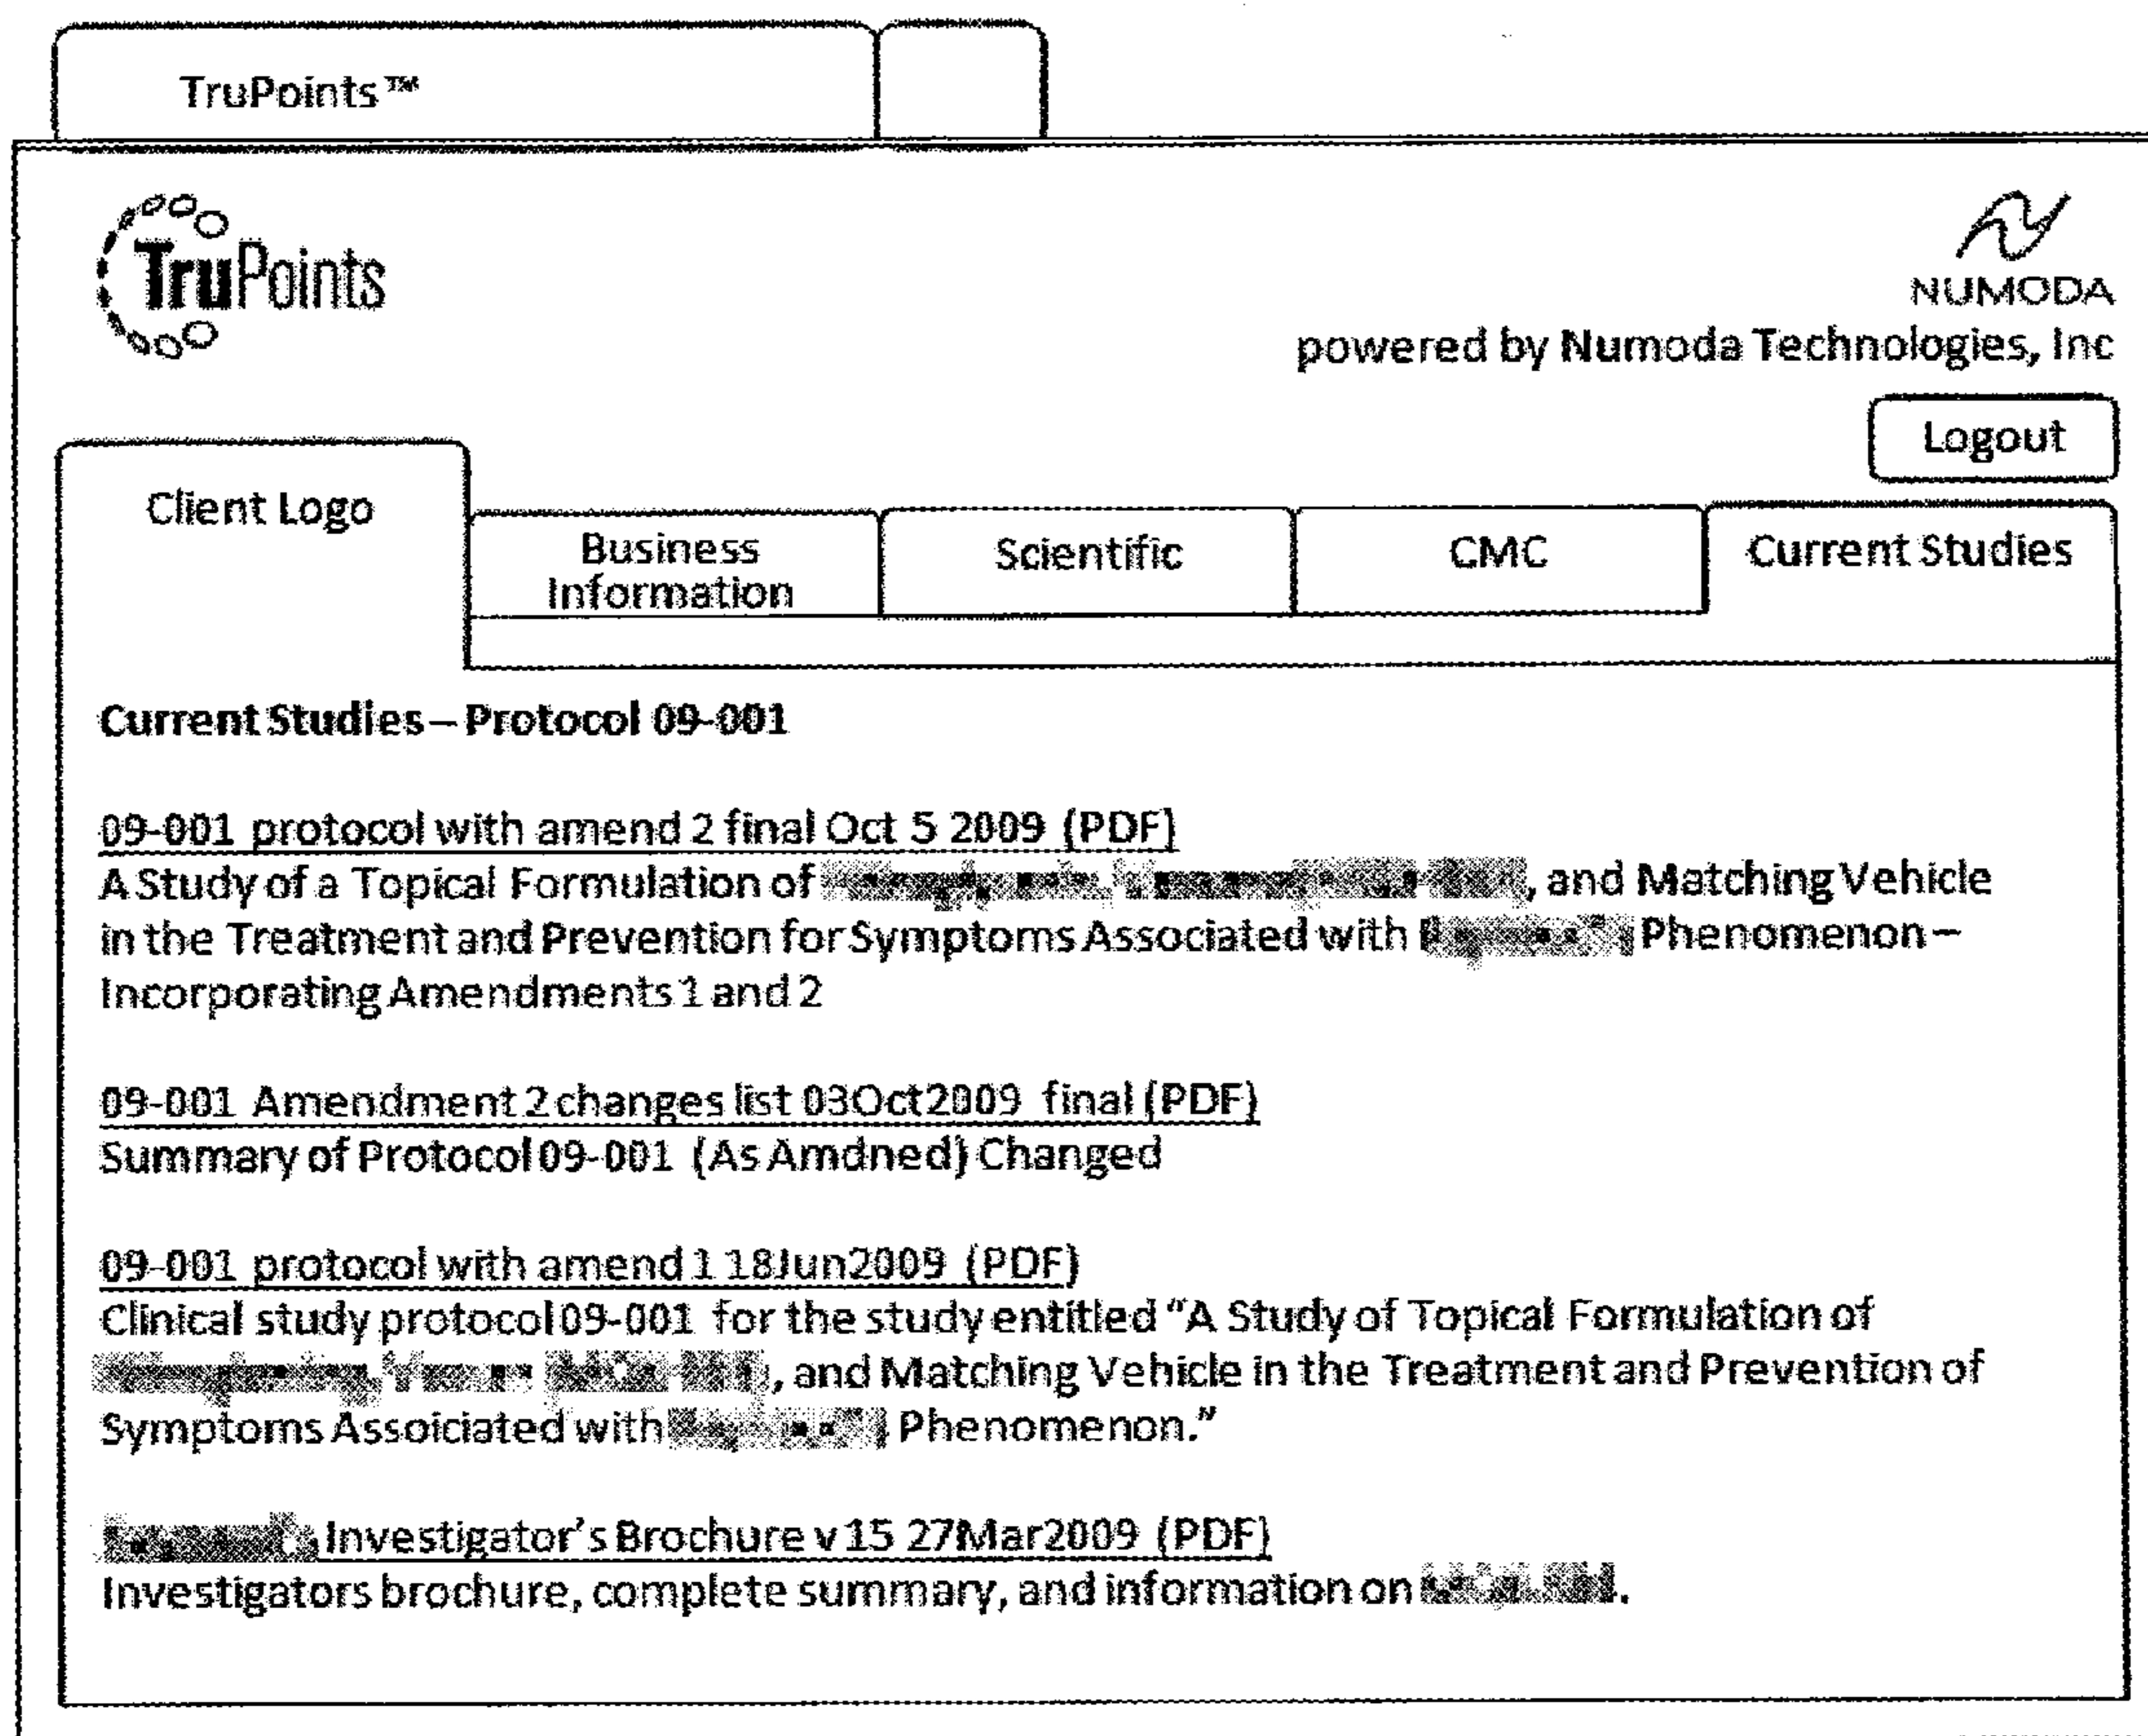 TruPoints™
TruPoints
NUMODA
powered by Numoda Technologies, Inc
Logout
Client Logo
Business
Information
Scientific
CMC
Current Studies
Current Studies – Protocol 09-001
09-001 protocol with amend 2 final Oct 5 2009 (PDF)
A Study of a Topical Formulation of , and Matching Vehicle
in the Treatment and Prevention for Symptoms Associated with Phenomenon –
Incorporating Amendments 1 and 2
09-001 Amendment 2 changes list 03Oct2009 final (PDF)
Summary of Protocol 09-001 (As Amdned) Changed
09-001 protocol with amend 1 18Jun2009 (PDF)
Clinical study protocol 09-001 for the study entitled “A Study of Topical Formulation of
, and Matching Vehicle in the Treatment and Prevention of
Symptoms Assoiciated with Phenomenon.”
Investigator's Brochure v 15 27Mar2009 (PDF)
Investigators brochure, complete summary, and information on .